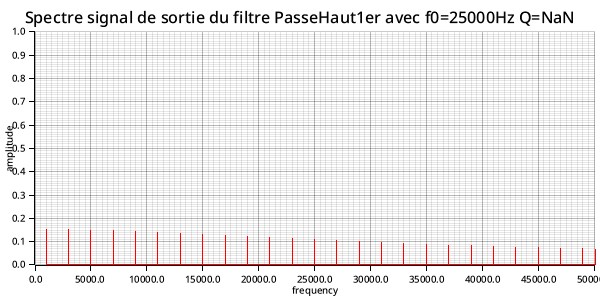 Spectre signal de sortie du filtre PasseHaut1er avec f0=25000Hz Q=NaN
1.0
0.9
0.8
0.7
0.6
0.5
0.4
0.3
0.2
0.1
0.0
amplitude
0.0 5000.0 10000.0 15000.0 20000.0 25000.0 30000.0 35000.0 40000.0 45000.0 50000
frequency